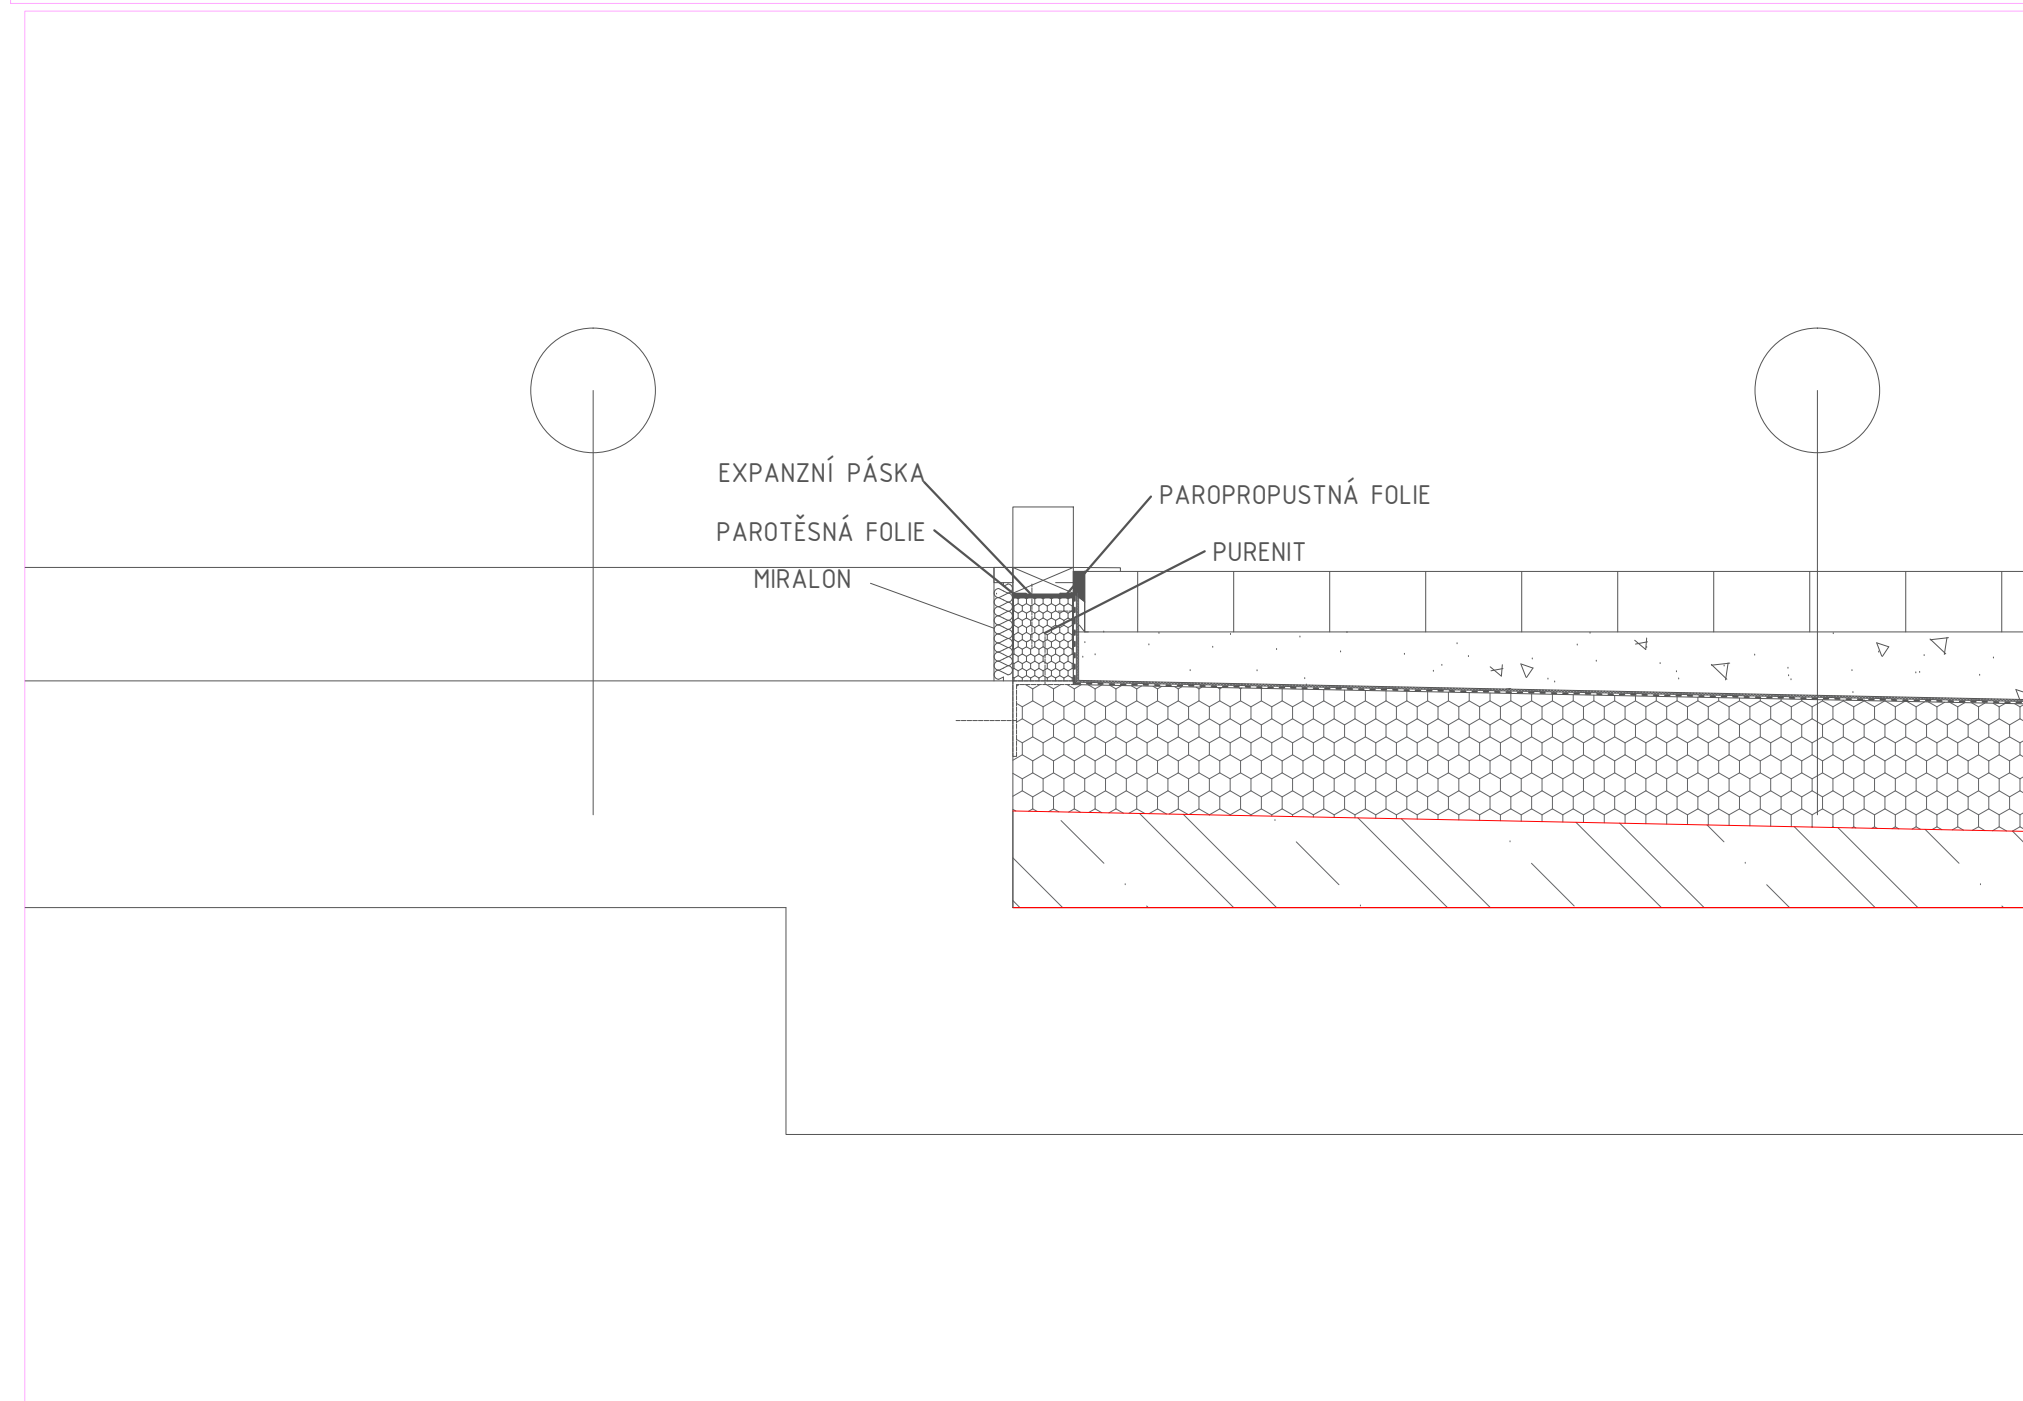 EXPANZNÍ PÁSKA
PAROPROPUSTNÁ FOLIE
PAROTĚSNÁ FOLIE
PURENIT
MIRALON